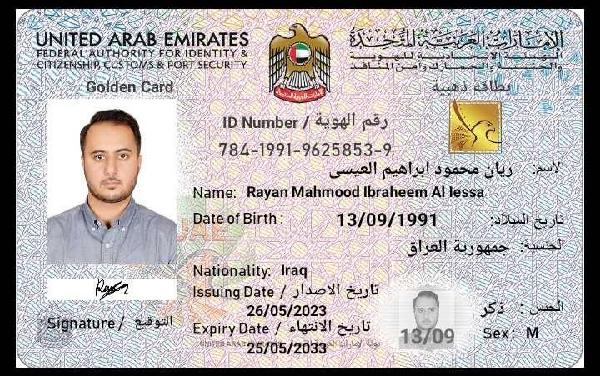 UNITED ARAB EMIRATES
FEDERAL AUTHORITY FOR IDENTITY &
CITIZENSHIP, CUSTOMS & PORT SECURITY
الإمارات العربية المتحدة
الهيئة الاتحادية للهوية
والجنسية والجمارك وأمن المنافذ
Golden Card
بطاقة ذهبية
ID Number / رقم الهوية
784-1991-9625853-9
الاسم: ريان محمود ابراهيم العيسى
Name: Rayan Mahmood Ibraheem Al Iessa
Date of Birth: 13/09/1991 تاريخ الميلاد:
الجنسية: جمهورية العراق
Nationality: Iraq
Issuing Date / تاريخ الاصدار
26/05/2023
Expiry Date / تاريخ الانتهاء
25/05/2033
Signature / التوقيع
13/09
الجنس: ذكر
Sex: M